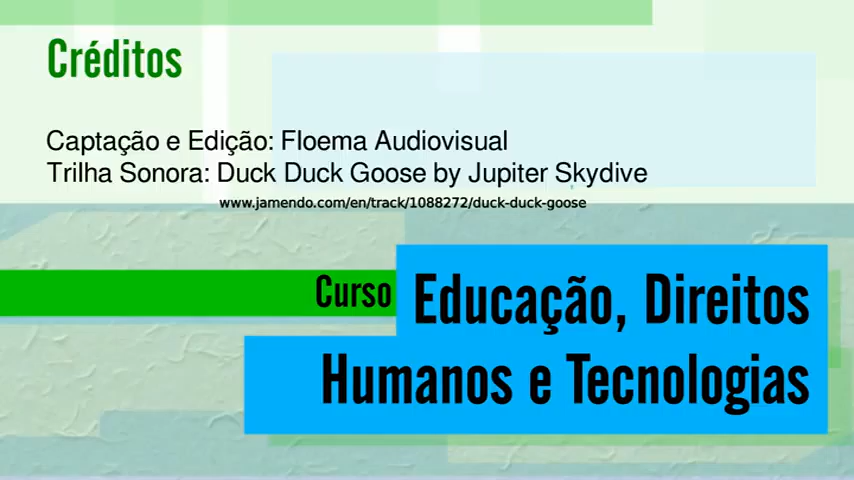 Créditos
Captação e Edição: Floema Audiovisual
Trilha Sonora: Duck Duck Goose by Jupiter Skydive
www.jamendo.com/en/track/1088272/duck-duck-goose
Curso Educação, Direitos
Humanos e Tecnologias